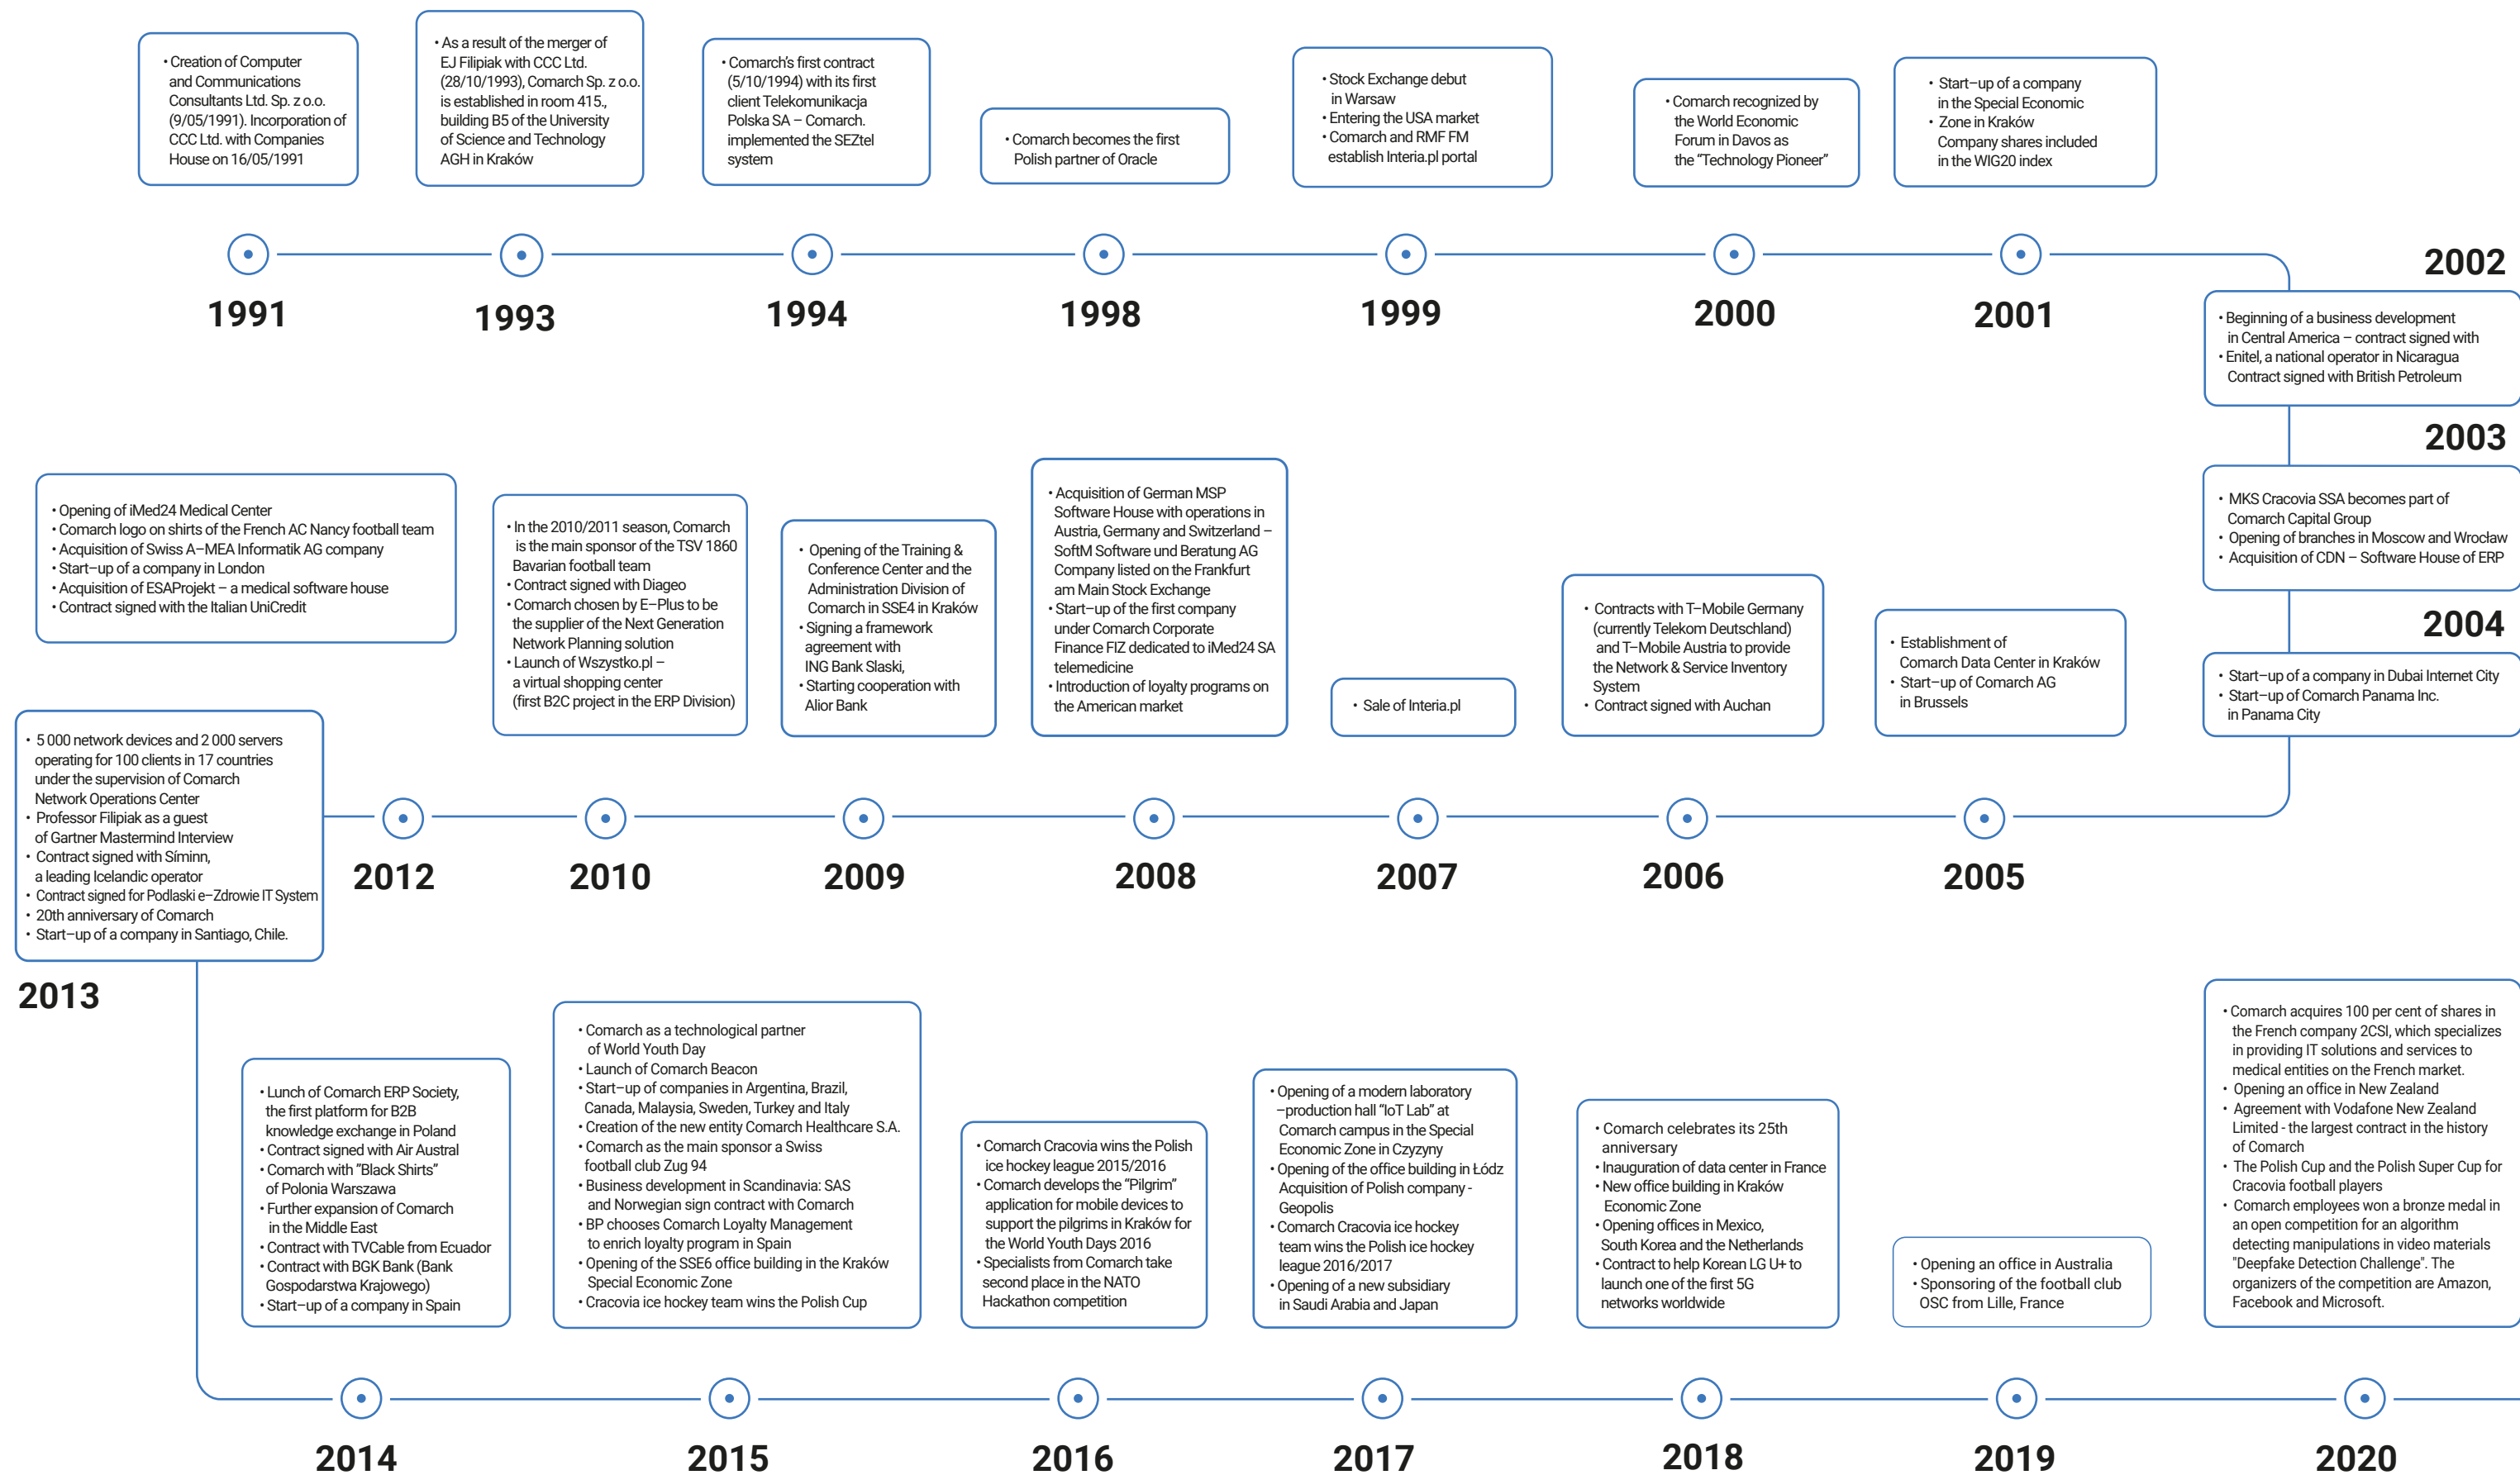 • Creation of Computer
and Communications
Consultants Ltd. Sp. z o.o.
(9/05/1991). Incorporation of
CCC Ltd. with Companies
House on 16/05/1991
1991
• As a result of the merger of
EJ Filipiak with CCC Ltd.
(28/10/1993), Comarch Sp. z o.o.
is established in room 415.,
building B5 of the University
of Science and Technology
AGH in Kraków
1993
• Comarch's first contract
(5/10/1994) with its first
client Telekomunikacja
Polska SA – Comarch.
implemented the SEZtel
system
1994
• Comarch becomes the first
Polish partner of Oracle
1998
• Stock Exchange debut
in Warsaw
• Entering the USA market
• Comarch and RMF FM
establish Interia.pl portal
1999
• Comarch recognized by
the World Economic
Forum in Davos as
the "Technology Pioneer"
2000
• Start–up of a company
in the Special Economic
• Zone in Kraków
Company shares included
in the WIG20 index
2001
2002
• Beginning of a business development
in Central America – contract signed with
• Enitel, a national operator in Nicaragua
Contract signed with British Petroleum
2003
• MKS Cracovia SSA becomes part of
Comarch Capital Group
• Opening of branches in Moscow and Wrocław
• Acquisition of CDN – Software House of ERP
2004
• Start–up of a company in Dubai Internet City
• Start–up of Comarch Panama Inc.
in Panama City
• Establishment of
Comarch Data Center in Kraków
• Start–up of Comarch AG
in Brussels
2005
• Contracts with T–Mobile Germany
(currently Telekom Deutschland)
and T–Mobile Austria to provide
the Network & Service Inventory
System
• Contract signed with Auchan
2006
• Sale of Interia.pl
2007
• Acquisition of German MSP
Software House with operations in
Austria, Germany and Switzerland –
SoftM Software und Beratung AG
Company listed on the Frankfurt
am Main Stock Exchange
• Start–up of the first company
under Comarch Corporate
Finance FIZ dedicated to iMed24 SA
telemedicine
• Introduction of loyalty programs on
the American market
2008
• Opening of the Training &
Conference Center and the
Administration Division of
Comarch in SSE4 in Kraków
• Signing a framework
agreement with
ING Bank Slaski,
• Starting cooperation with
Alior Bank
2009
• In the 2010/2011 season, Comarch
is the main sponsor of the TSV 1860
Bavarian football team
• Contract signed with Diageo
• Comarch chosen by E–Plus to be
the supplier of the Next Generation
Network Planning solution
• Launch of Wszystko.pl –
a virtual shopping center
(first B2C project in the ERP Division)
2010
• Opening of iMed24 Medical Center
• Comarch logo on shirts of the French AC Nancy football team
• Acquisition of Swiss A–MEA Informatik AG company
• Start–up of a company in London
• Acquisition of ESAProjekt – a medical software house
• Contract signed with the Italian UniCredit
2012
• 5 000 network devices and 2 000 servers
operating for 100 clients in 17 countries
under the supervision of Comarch
Network Operations Center
• Professor Filipiak as a guest
of Gartner Mastermind Interview
• Contract signed with Síminn,
a leading Icelandic operator
• Contract signed for Podlaski e–Zdrowie IT System
• 20th anniversary of Comarch
• Start–up of a company in Santiago, Chile.
2013
• Lunch of Comarch ERP Society,
the first platform for B2B
knowledge exchange in Poland
• Contract signed with Air Austral
• Comarch with "Black Shirts"
of Polonia Warszawa
• Further expansion of Comarch
in the Middle East
• Contract with TVCable from Ecuador
• Contract with BGK Bank (Bank
Gospodarstwa Krajowego)
• Start–up of a company in Spain
2014
• Comarch as a technological partner
of World Youth Day
• Launch of Comarch Beacon
• Start–up of companies in Argentina, Brazil,
Canada, Malaysia, Sweden, Turkey and Italy
• Creation of the new entity Comarch Healthcare S.A.
• Comarch as the main sponsor a Swiss
football club Zug 94
• Business development in Scandinavia: SAS
and Norwegian sign contract with Comarch
• BP chooses Comarch Loyalty Management
to enrich loyalty program in Spain
• Opening of the SSE6 office building in the Kraków
Special Economic Zone
• Cracovia ice hockey team wins the Polish Cup
2015
• Comarch Cracovia wins the Polish
ice hockey league 2015/2016
• Comarch develops the "Pilgrim"
application for mobile devices to
support the pilgrims in Kraków for
the World Youth Days 2016
• Specialists from Comarch take
second place in the NATO
Hackathon competition
2016
• Opening of a modern laboratory
–production hall "IoT Lab" at
Comarch campus in the Special
Economic Zone in Czyzyny
• Opening of the office building in Łódz
Acquisition of Polish company -
Geopolis
• Comarch Cracovia ice hockey
team wins the Polish ice hockey
league 2016/2017
• Opening of a new subsidiary
in Saudi Arabia and Japan
2017
• Comarch celebrates its 25th
anniversary
• Inauguration of data center in France
• New office building in Kraków
Economic Zone
• Opening offices in Mexico,
South Korea and the Netherlands
• Contract to help Korean LG U+ to
launch one of the first 5G
networks worldwide
2018
• Opening an office in Australia
• Sponsoring of the football club
OSC from Lille, France
2019
• Comarch acquires 100 per cent of shares in
the French company 2CSI, which specializes
in providing IT solutions and services to
medical entities on the French market.
• Opening an office in New Zealand
• Agreement with Vodafone New Zealand
Limited - the largest contract in the history
of Comarch
• The Polish Cup and the Polish Super Cup for
Cracovia football players
• Comarch employees won a bronze medal in
an open competition for an algorithm
detecting manipulations in video materials
"Deepfake Detection Challenge". The
organizers of the competition are Amazon,
Facebook and Microsoft.
2020